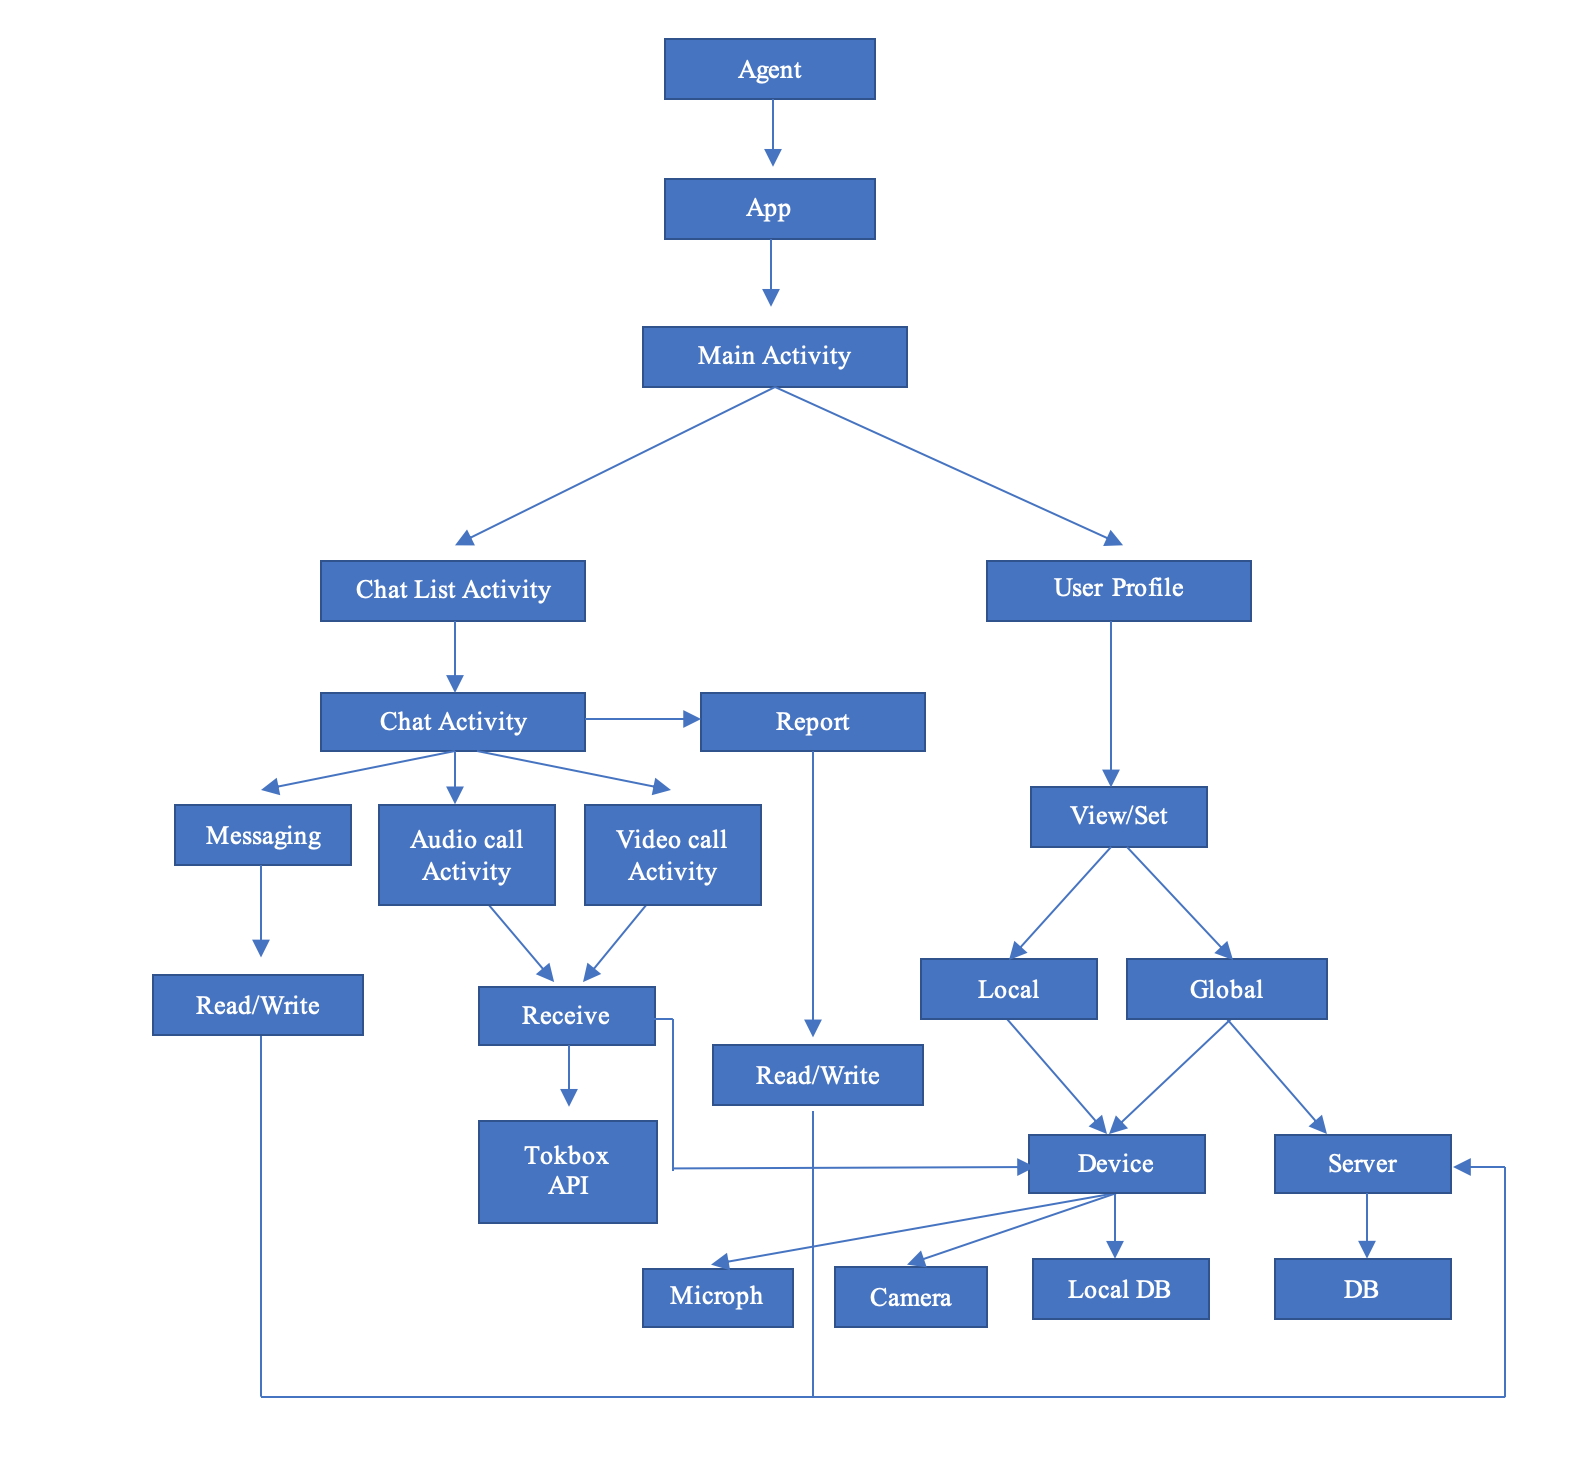 Agent
App
Main Activity
Chat List Activity
User Profile
Chat Activity
Report
Messaging
Audio call
Activity
Video call
Activity
View/Set
Local
Global
Read/Write
Receive
Read/Write
Tokbox
API
Device
Server
Microph
Camera
Local DB
DB